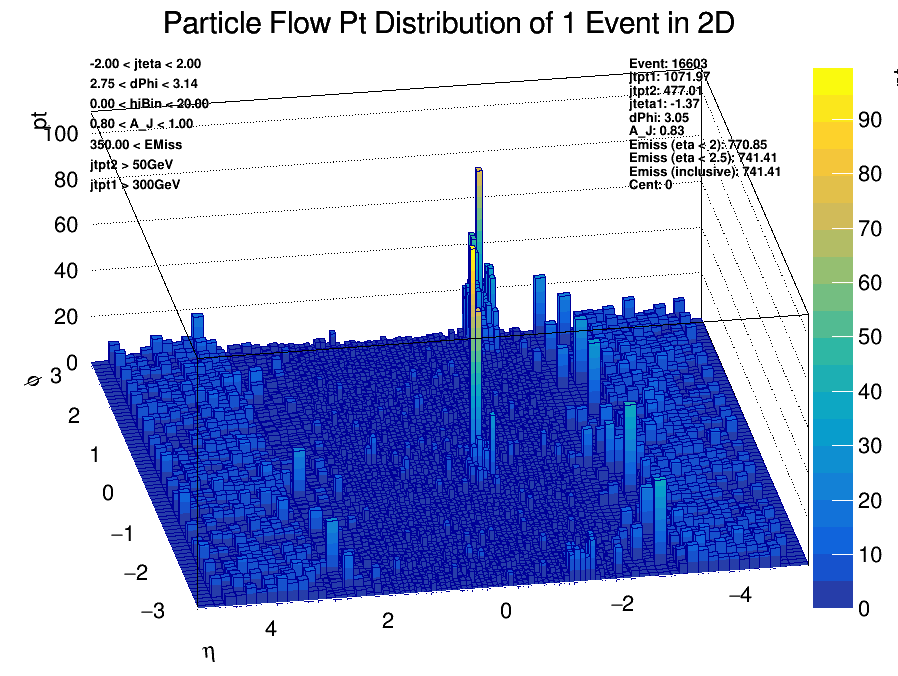 Particle Flow Pt Distribution of 1 Event in 2D
-2.00 < jteta < 2.00
2.75 < dPhi < 3.14
0.00 < hiBin < 20.00
0.80 < A_J < 1.00
350.00 < EMiss
jtpt2 > 50GeV
jtpt1 > 300GeV
Event: 16603
jtpt1: 1071.97
jtpt2: 477.01
jteta1: -1.37
dPhi: 3.05
A_J: 0.83
Emiss (eta < 2): 770.85
Emiss (eta < 2.5): 741.41
Emiss (inclusive): 741.41
Cent: 0
pt
100
80
60
40
20
0
φ
3
2
1
0
−1
−2
−3
4
2
0
−2
−4
η
90
80
70
60
50
40
30
20
10
0